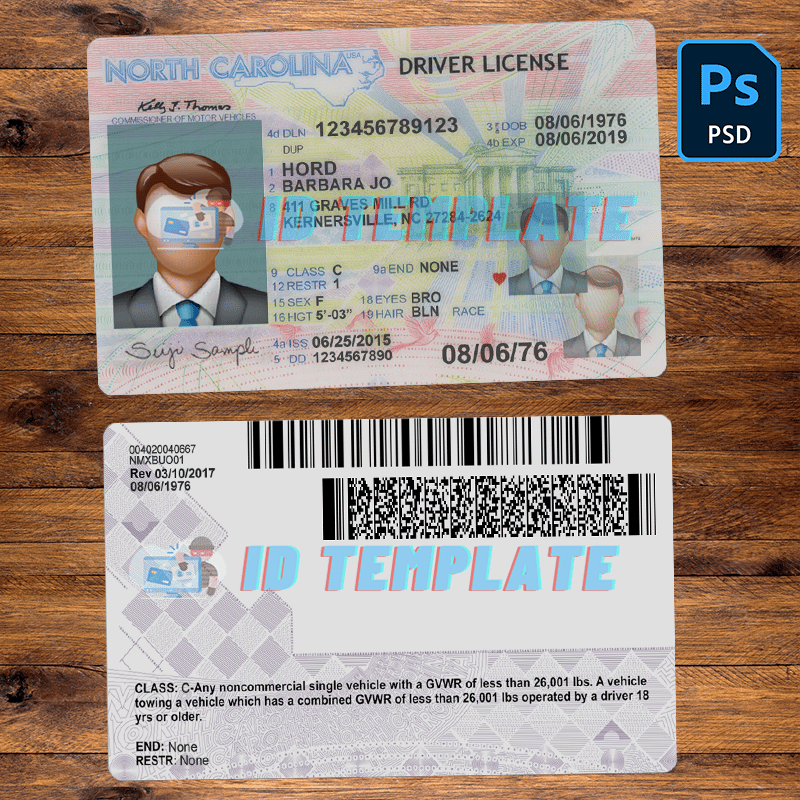 NORTH CAROLINA USA DRIVER LICENSE
Ps
PSD
Kelly J. Thomas
COMMISSIONER OF MOTOR VEHICLES
4d DLN 123456789123 3 DOB 08/06/1976
DUP 4b EXP 08/06/2019
1 HORD
2 BARBARA JO
8 411 GRAVES MILL RD
KERNERSVILLE, NC 27284-2624
ID TEMPLATE
9 CLASS C 9a END NONE
12 RESTR 1
15 SEX F 18 EYES BRO
16 HGT 5'-03" 19 HAIR BLN RACE
4a ISS 06/25/2015
5 DD 1234567890
08/06/76
004020040667
NMXBUO01
Rev 03/10/2017
08/06/1976
ID TEMPLATE
CLASS: C-Any noncommercial single vehicle with a GVWR of less than 26,001 lbs. A vehicle
towing a vehicle which has a combined GVWR of less than 26,001 lbs operated by a driver 18
yrs or older.
END: None
RESTR: None